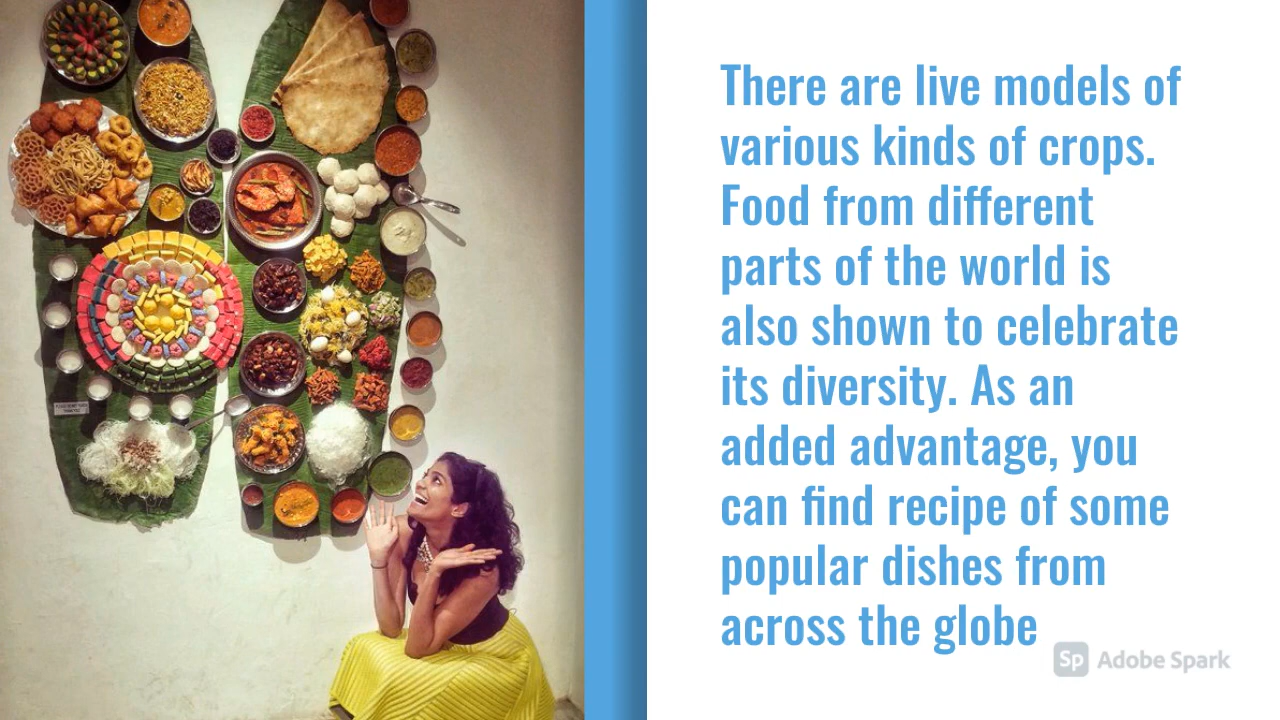 There are live models of
various kinds of crops.
Food from different
parts of the world is
also shown to celebrate
its diversity. As an
added advantage, you
can find recipe of some
popular dishes from
across the globe
Sp Adobe Spark